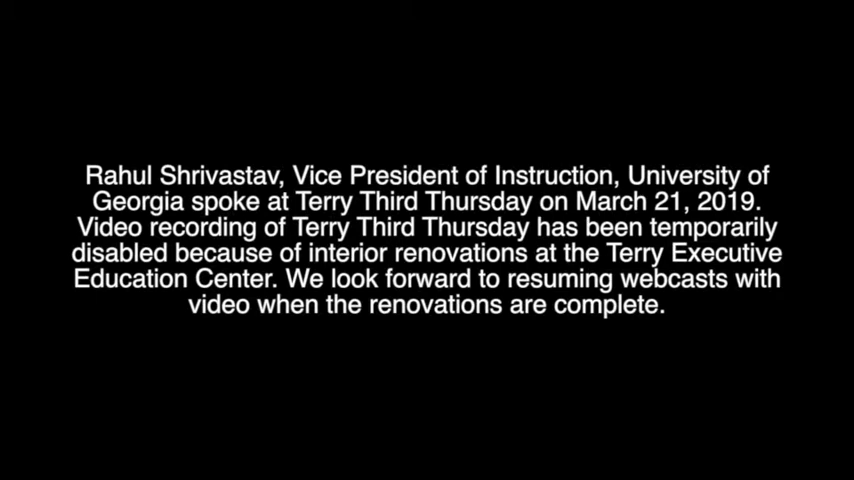 Rahul Shrivastav, Vice President of Instruction, University of
Georgia spoke at Terry Third Thursday on March 21, 2019.
Video recording of Terry Third Thursday has been temporarily
disabled because of interior renovations at the Terry Executive
Education Center. We look forward to resuming webcasts with
video when the renovations are complete.